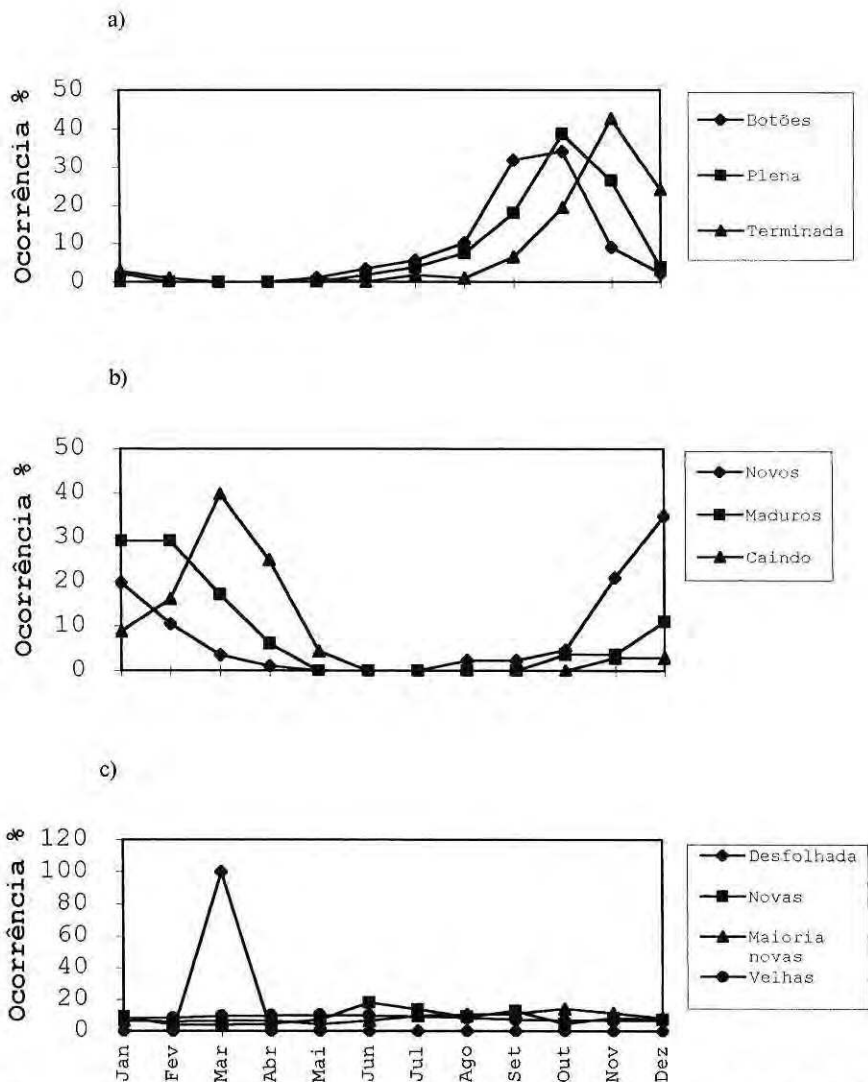 a)
Ocorrência %
50
40
30
20
10
0
Botões
Plena
Terminada
b)
Ocorrência %
50
40
30
20
10
0
Novos
Maduros
Caindo
c)
Ocorrência %
120
100
80
60
40
20
0
Desfolhada
Novas
Maioria
novas
Velhas
Jan
Fev
Mar
Abr
Mai
Jun
Jul
Ago
Set
Out
Nov
Dez